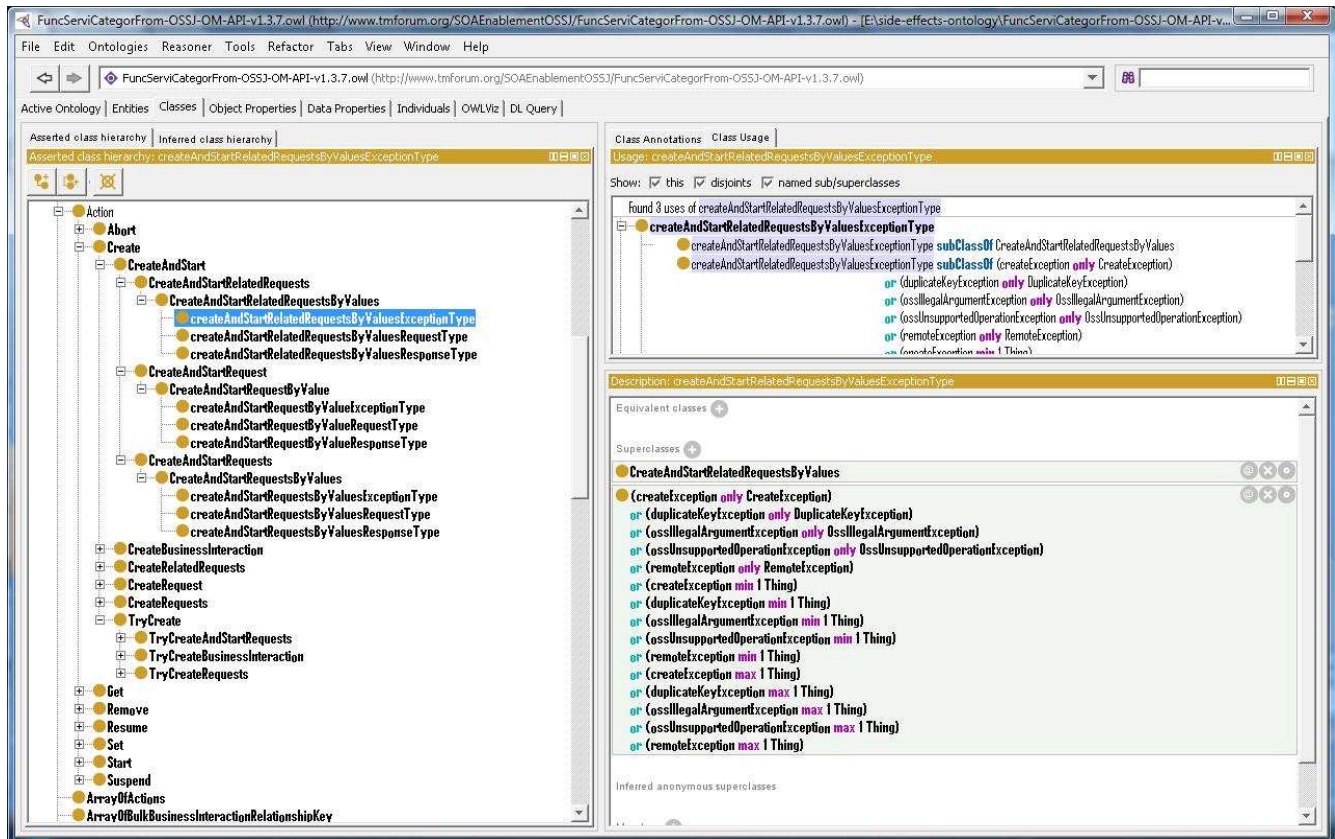 FuncServiCategorFrom-OSSJ-OM-API-v1.3.7.owl (http://www.tmforum.org/SOAEnablementOSSJ/FuncServiCategorFrom-OSSJ-OM-API-v1.3.7.owl) - [E:\side-effects-ontology\FuncServiCategorFrom-OSSJ-OM-API-v...
File Edit Ontologies Reasoner Tools Refactor Tabs View Window Help
FuncServiCategorFrom-OSSJ-OM-API-v1.3.7.owl (http://www.tmforum.org/SOAEnablementOSSJ/FuncServiCategorFrom-OSSJ-OM-API-v1.3.7.owl)
Active Ontology Entities Classes Object Properties Data Properties Individuals OWLViz DL Query
Asserted class hierarchy Inferred class hierarchy
Asserted class hierarchy: createAndStartRelatedRequestsByValuesExceptionType
Action
Abort
Create
CreateAndStart
CreateAndStartRelatedRequests
CreateAndStartRelatedRequestsByValues
createAndStartRelatedRequestsByValuesExceptionType
createAndStartRelatedRequestsByValuesRequestType
createAndStartRelatedRequestsByValuesResponseType
CreateAndStartRequest
CreateAndStartRequestByValue
createAndStartRequestByValueExceptionType
createAndStartRequestByValueRequestType
createAndStartRequestByValueResponseType
CreateAndStartRequests
CreateAndStartRequestsByValues
createAndStartRequestsByValuesExceptionType
createAndStartRequestsByValuesRequestType
createAndStartRequestsByValuesResponseType
CreateBusinessInteraction
CreateRelatedRequests
CreateRequest
CreateRequests
TryCreate
TryCreateAndStartRequests
TryCreateBusinessInteraction
TryCreateRequests
Get
Remove
Resume
Set
Start
Suspend
ArrayOfActions
ArrayOfBulkBusinessInteractionRelationshipKey
Class Annotations Class Usage
Usage: createAndStartRelatedRequestsByValuesExceptionType
Show: this disjoints named sub/superclasses
Found 3 uses of createAndStartRelatedRequestsByValuesExceptionType
createAndStartRelatedRequestsByValuesExceptionType
createAndStartRelatedRequestsByValuesExceptionType subClassOf CreateAndStartRelatedRequestsByValues
createAndStartRelatedRequestsByValuesExceptionType subClassOf (createException only CreateException)
or (duplicateKeyException only DuplicateKeyException)
or (ossIllegalArgumentException only OssIllegalArgumentException)
or (ossUnsupportedOperationException only OssUnsupportedOperationException)
or (remoteException only RemoteException)
or (createException min 1 Thing)
Description: createAndStartRelatedRequestsByValuesExceptionType
Equivalent classes
Superclasses
CreateAndStartRelatedRequestsByValues
(createException only CreateException)
or (duplicateKeyException only DuplicateKeyException)
or (ossIllegalArgumentException only OssIllegalArgumentException)
or (ossUnsupportedOperationException only OssUnsupportedOperationException)
or (remoteException only RemoteException)
or (createException min 1 Thing)
or (duplicateKeyException min 1 Thing)
or (ossIllegalArgumentException min 1 Thing)
or (ossUnsupportedOperationException min 1 Thing)
or (remoteException min 1 Thing)
or (createException max 1 Thing)
or (duplicateKeyException max 1 Thing)
or (ossIllegalArgumentException max 1 Thing)
or (ossUnsupportedOperationException max 1 Thing)
or (remoteException max 1 Thing)
Inferred anonymous superclasses